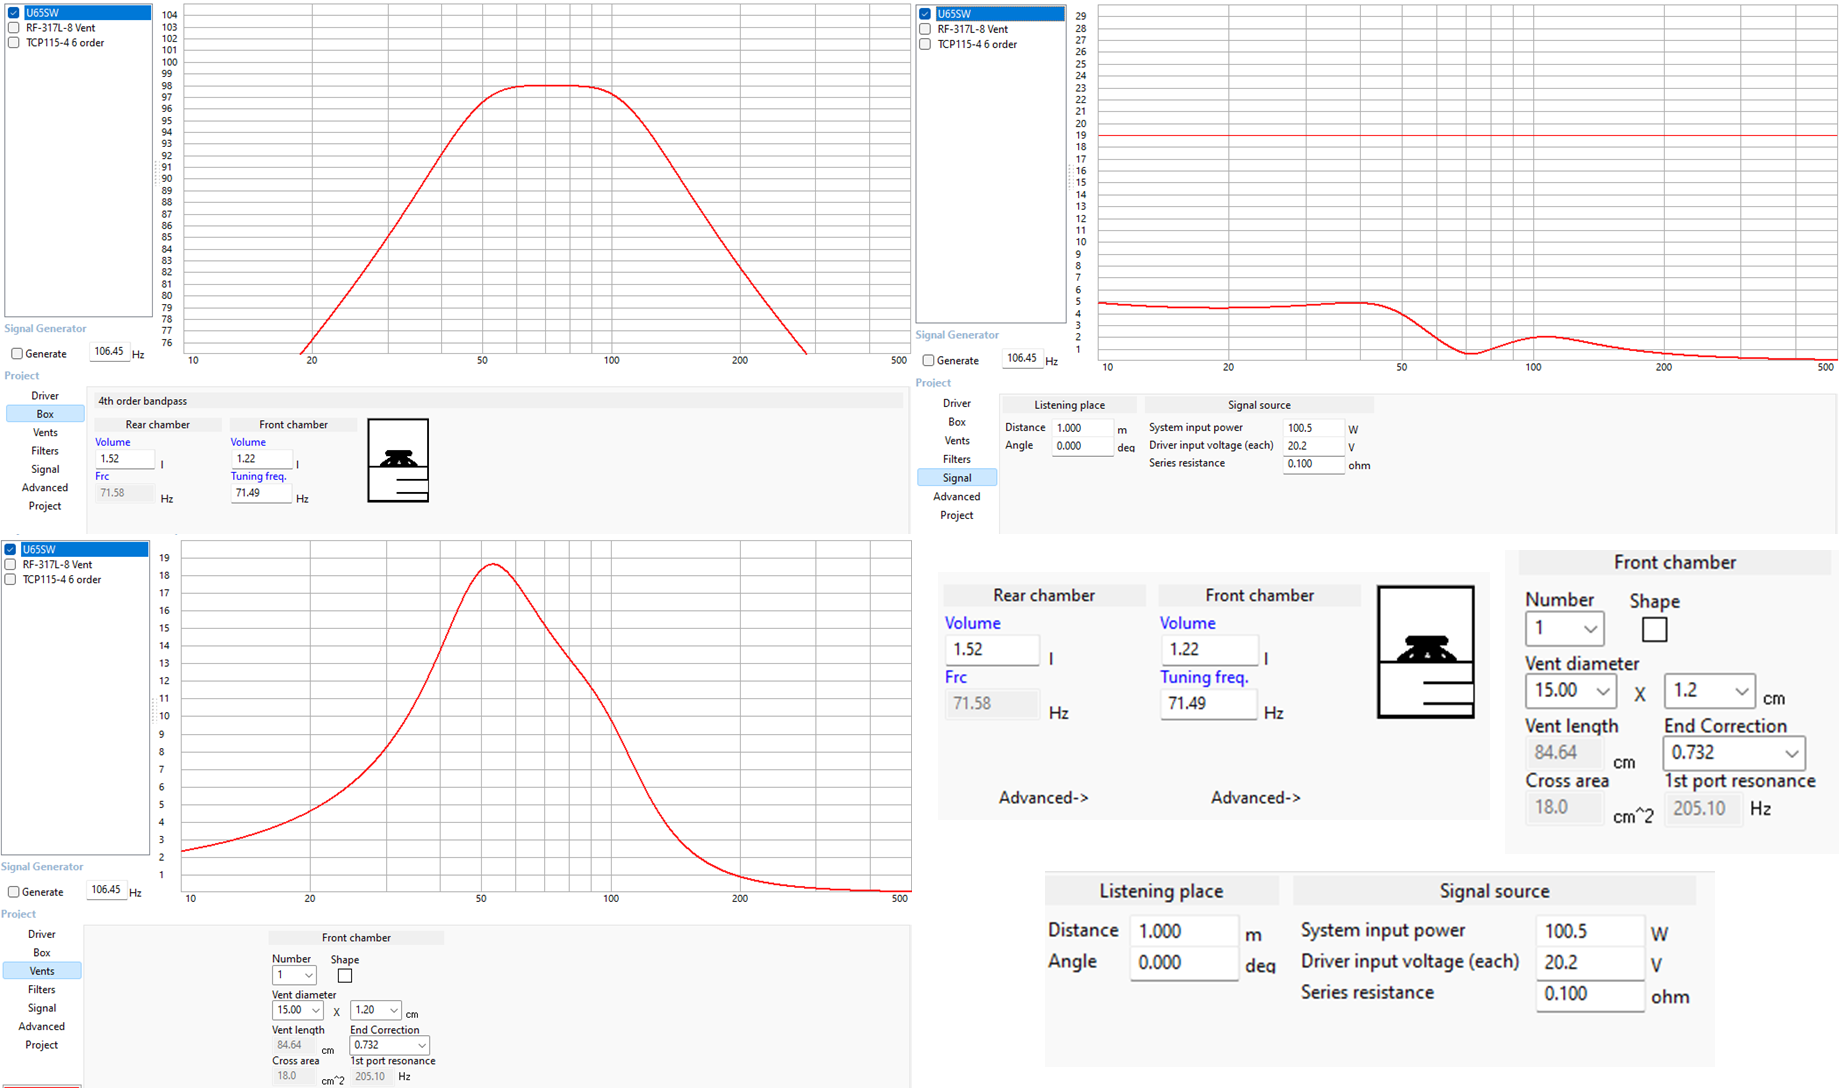 U65SW
RF-317L-8 Vent
TCP115-4 6 order
104
103
102
101
100
99
98
97
96
95
94
93
92
91
90
89
88
87
86
85
84
83
82
81
80
79
78
77
76
10 20 50 100 200 500
Signal Generator
Generate 106.45 Hz
Project
Driver
Box
Vents
Filters
Signal
Advanced
Project
4th order bandpass
Rear chamber Front chamber
Volume Volume
1.52 l 1.22 l
Frc Tuning freq.
71.58 Hz 71.49 Hz
U65SW
RF-317L-8 Vent
TCP115-4 6 order
29
28
27
26
25
24
23
22
21
20
19
18
17
16
15
14
13
12
11
10
9
8
7
6
5
4
3
2
1
10 20 50 100 200 500
Signal Generator
Generate 106.45 Hz
Project
Driver
Box
Vents
Filters
Signal
Advanced
Project
Listening place Signal source
Distance 1.000 m System input power 100.5 W
Angle 0.000 deg Driver input voltage (each) 20.2 V
Series resistance 0.100 ohm
U65SW
RF-317L-8 Vent
TCP115-4 6 order
19
18
17
16
15
14
13
12
11
10
9
8
7
6
5
4
3
2
1
10 20 50 100 200 500
Signal Generator
Generate 106.45 Hz
Project
Driver
Box
Vents
Filters
Signal
Advanced
Project
Front chamber
Number Shape
1
Vent diameter
15.00 X 1.20 cm
Vent length End Correction
84.64 cm 0.732
Cross area 1st port resonance
18.0 cm^2 205.10 Hz
Rear chamber Front chamber
Volume Volume
1.52 l 1.22 l
Frc Tuning freq.
71.58 Hz 71.49 Hz
Advanced-> Advanced->
Front chamber
Number Shape
1
Vent diameter
15.00 X 1.2 cm
Vent length End Correction
84.64 cm 0.732
Cross area 1st port resonance
18.0 cm^2 205.10 Hz
Listening place Signal source
Distance 1.000 m System input power 100.5 W
Angle 0.000 deg Driver input voltage (each) 20.2 V
Series resistance 0.100 ohm